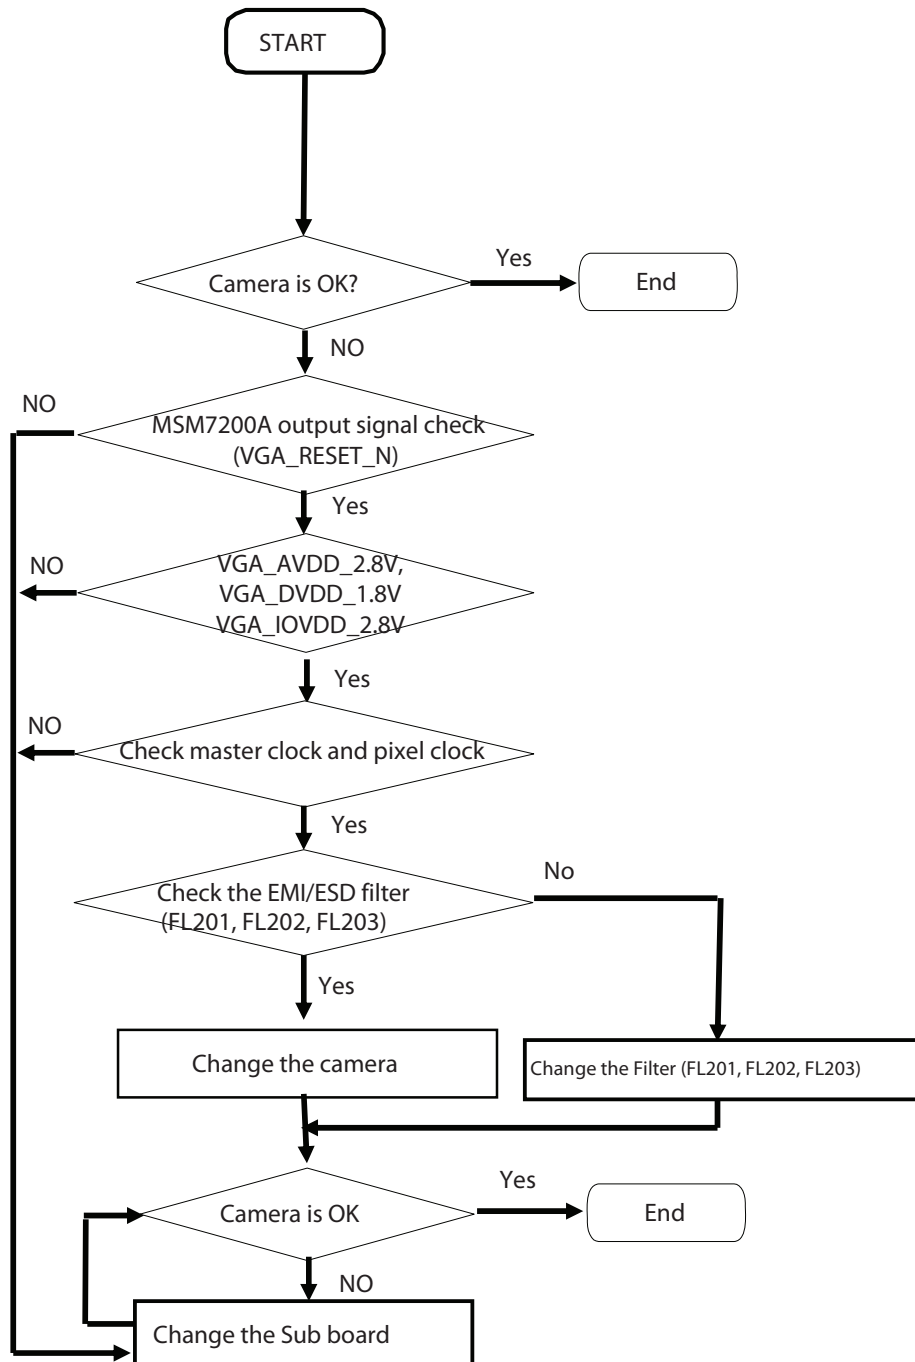 START
Camera is OK?
Yes
End
NO
NO
MSM7200A output signal check
(VGA_RESET_N)
Yes
NO
VGA_AVDD_2.8V,
VGA_DVDD_1.8V
VGA_IOVDD_2.8V
Yes
NO
Check master clock and pixel clock
Yes
No
Check the EMI/ESD filter
(FL201, FL202, FL203)
Yes
Change the camera
Change the Filter (FL201, FL202, FL203)
Camera is OK
Yes
End
NO
Change the Sub board